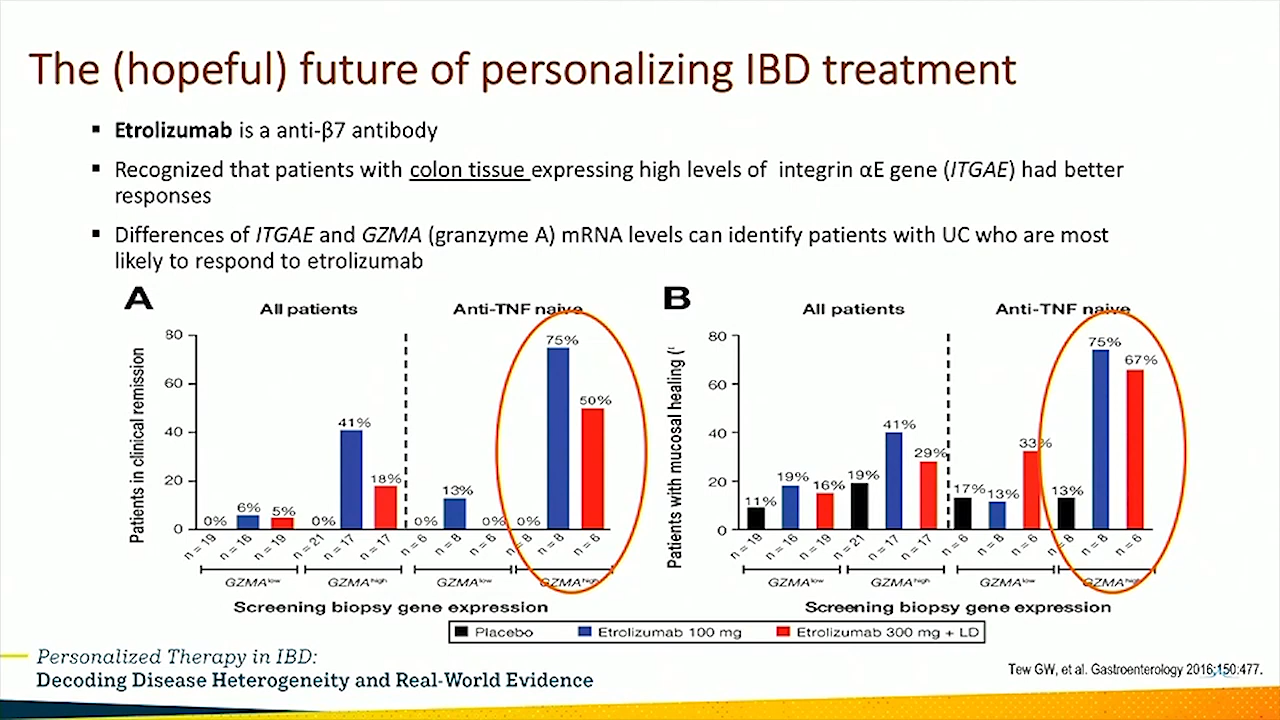 The (hopeful) future of personalizing IBD treatment
▪ Etrolizumab is a anti-β7 antibody
▪ Recognized that patients with colon tissue expressing high levels of integrin αE gene (ITGAE) had better
responses
▪ Differences of ITGAE and GZMA (granzyme A) mRNA levels can identify patients with UC who are most
likely to respond to etrolizumab
A
All patients
Anti-TNF naive
Patients in clinical remission
80
60
40
20
0
0%
6%
5%
0%
41%
18%
0%
13%
0%
0%
75%
50%
n = 19
n = 16
n = 19
n = 21
n = 17
n = 17
n = 6
n = 8
n = 6
n = 8
n = 8
n = 6
GZMAlow
GZMAhigh
GZMAlow
GZMAhigh
Screening biopsy gene expression
B
All patients
Anti-TNF naive
Patients with mucosal healing (
80
60
40
20
0
11%
19%
16%
19%
41%
29%
17%
13%
33%
13%
75%
67%
n = 19
n = 16
n = 19
n = 21
n = 17
n = 17
n = 6
n = 8
n = 6
n = 8
n = 8
n = 6
GZMAlow
GZMAhigh
GZMAlow
GZMAhigh
Screening biopsy gene expression
Placebo
Etrolizumab 100 mg
Etrolizumab 300 mg + LD
Personalized Therapy in IBD:
Decoding Disease Heterogeneity and Real-World Evidence
Tew GW, et al. Gastroenterology 2016;150:477.